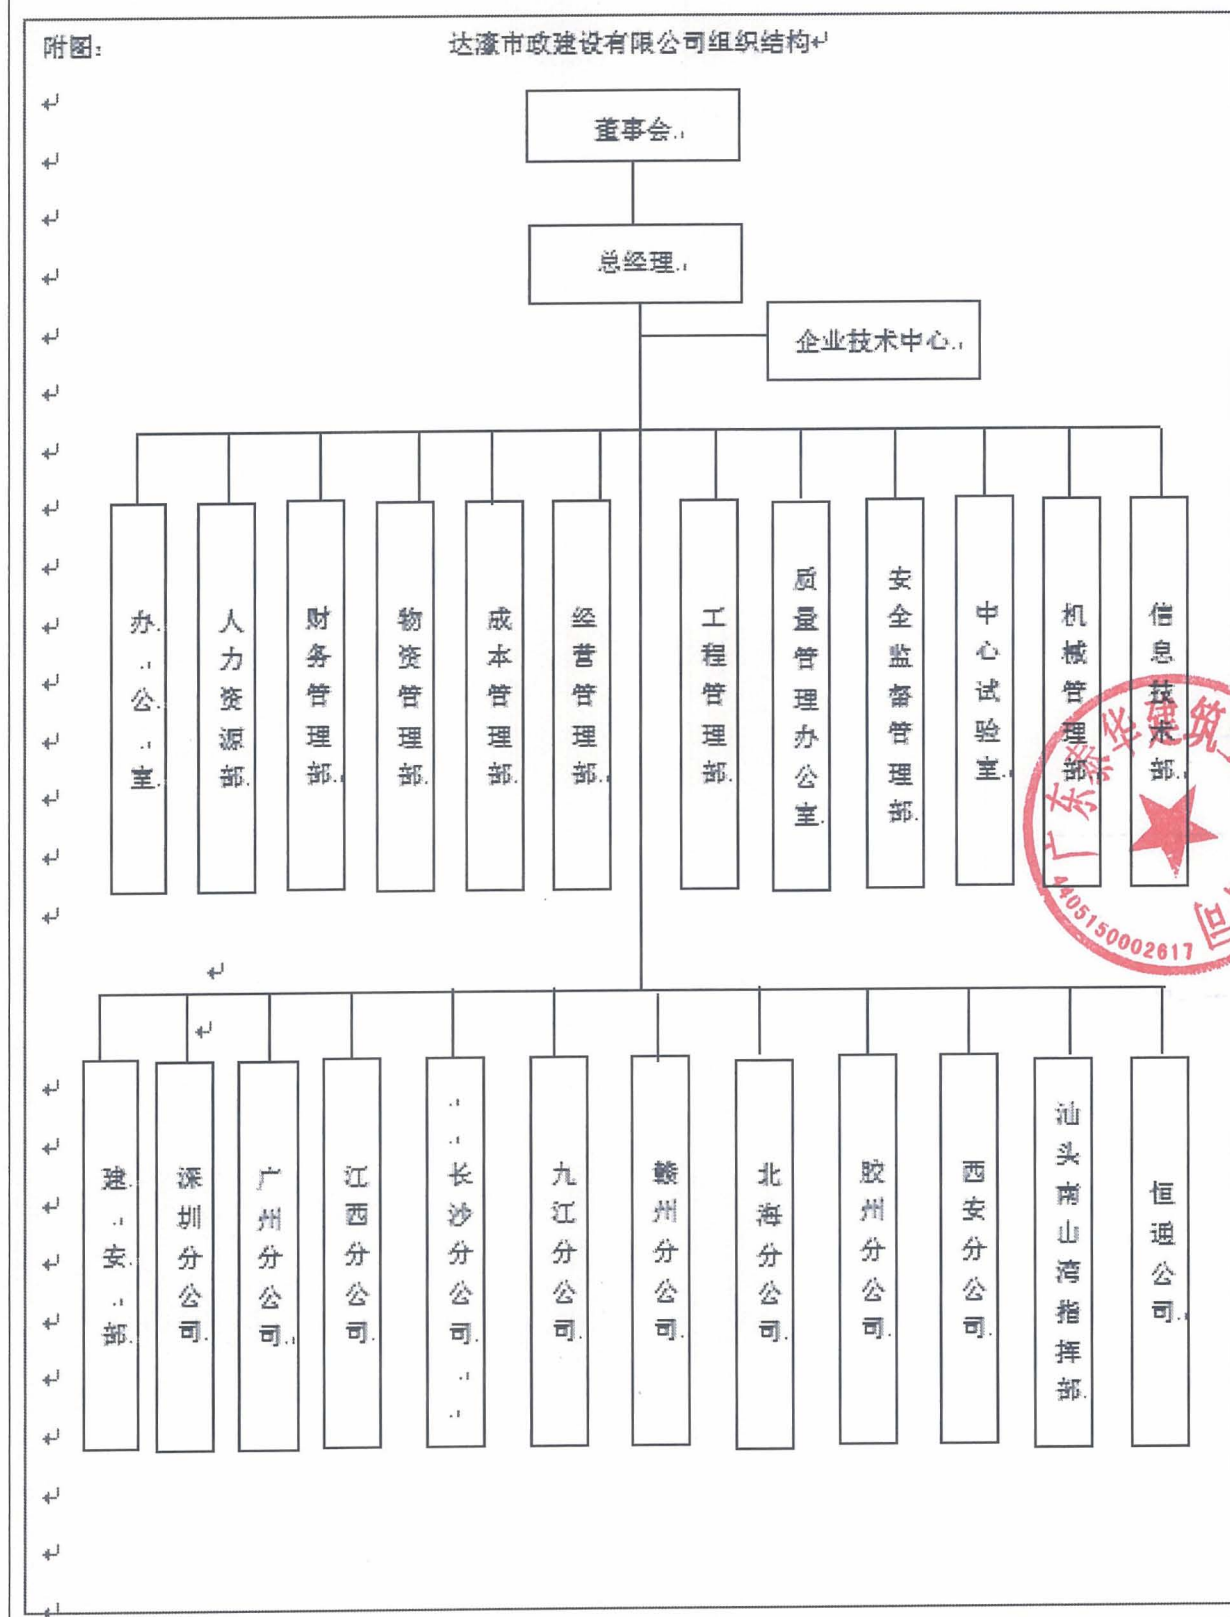 附图：
达濠市政建设有限公司组织结构
董事会
总经理
企业技术中心
办公室
人力资源部
财务管理部
物资管理部
成本管理部
经营管理部
工程管理部
质量管理办公室
安全监督管理部
中心试验室
机械管理部
信息技术部
广东泰华建筑
司
4405150002617
建安部
深圳分公司
广州分公司
江西分公司
长沙分公司
九江分公司
赣州分公司
北海分公司
胶州分公司
西安分公司
汕头南山湾指挥部
恒通公司